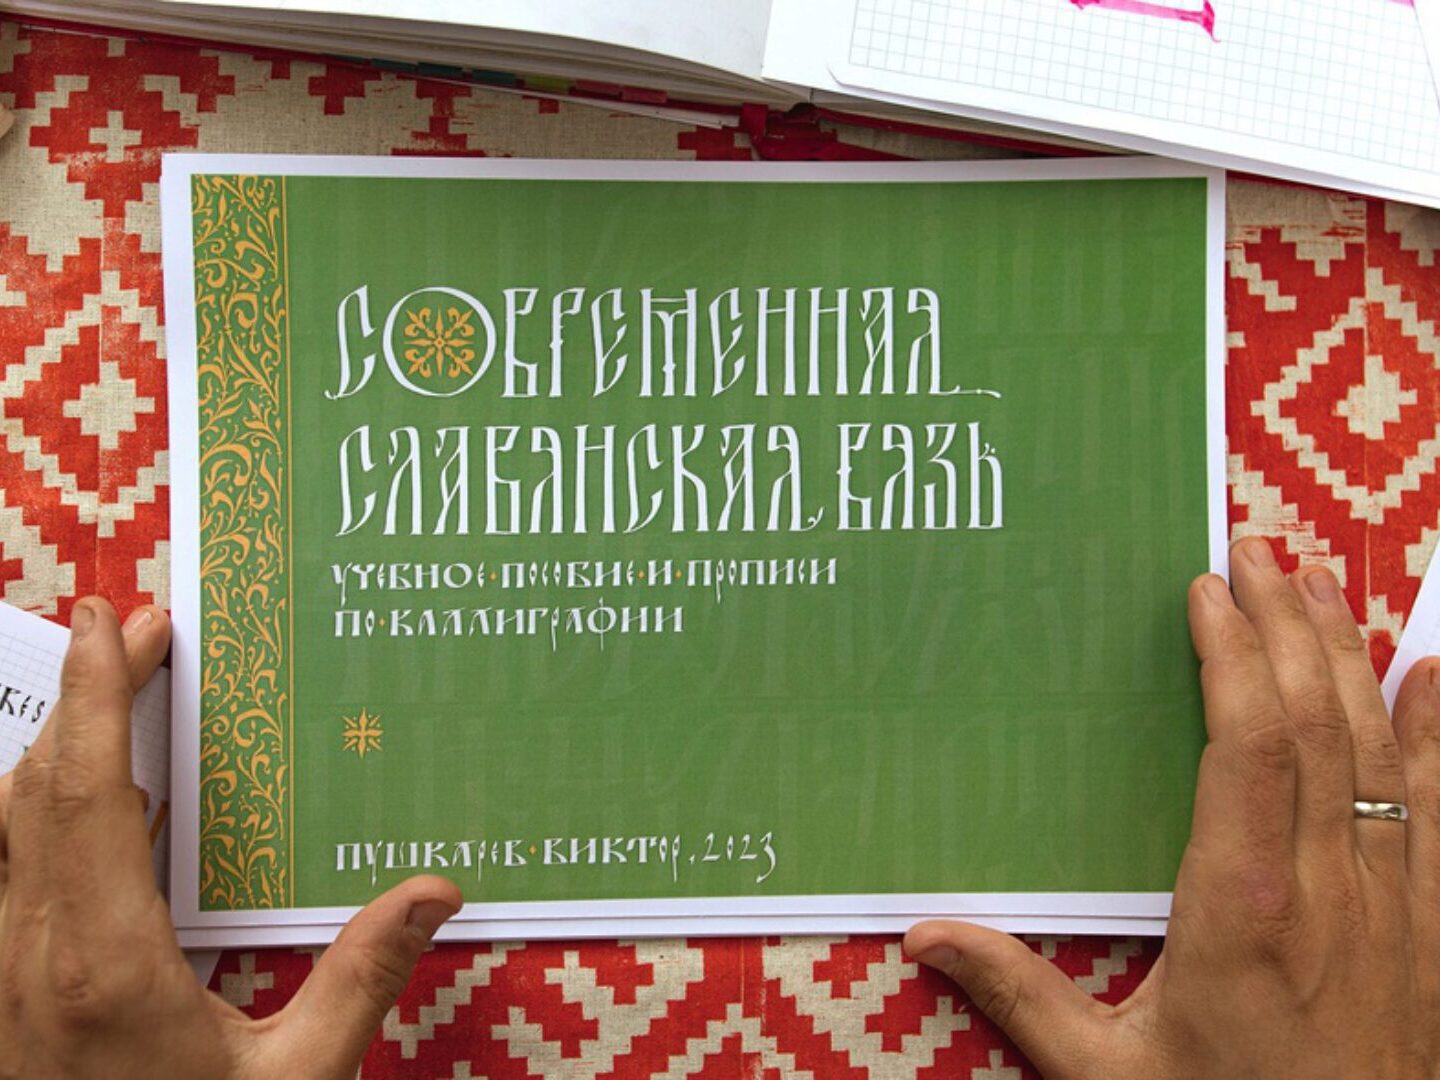 СОВРЕМЕННАЯ
СЛАВЯНСКАЯ ВЯЗЬ
УЧЕБНОЕ·ПОСОБИЕ·И·ПРОПИСИ
ПО·КАЛЛИГРАФИИ
ПУШКАРЕВ·ВИКТОР, 2023